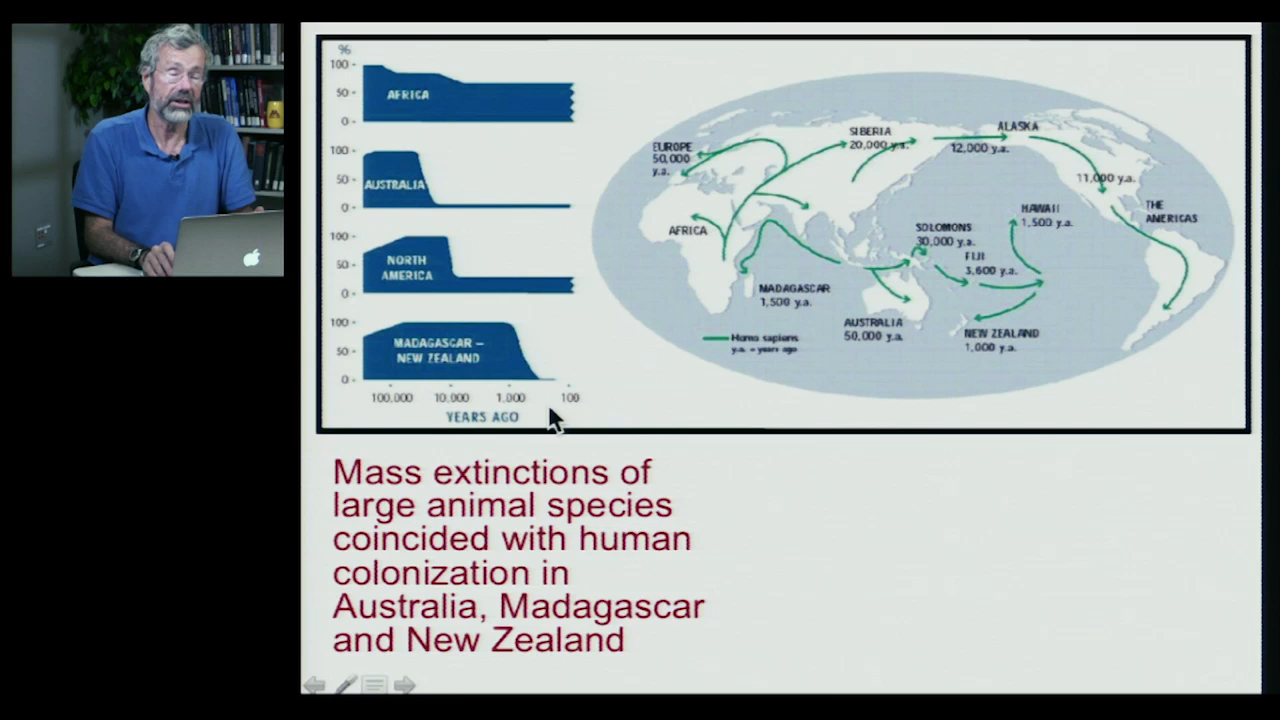 %
100
50
0
AFRICA
100
50
0
AUSTRALIA
100
50
0
NORTH
AMERICA
100
50
0
MADAGASCAR –
NEW ZEALAND
100,000 10,000 1,000 100
YEARS AGO
EUROPE
50,000
y.a.
SIBERIA
20,000 y.a.
ALASKA
12,000 y.a.
11,000 y.a.
THE
AMERICAS
HAWAII
1,500 y.a.
AFRICA
SOLOMONS
30,000 y.a.
FIJI
3,600 y.a.
MADAGASCAR
1,500 y.a.
AUSTRALIA
50,000 y.a.
NEW ZEALAND
1,000 y.a.
Homo sapiens
y.a. = years ago
Mass extinctions of
large animal species
coincided with human
colonization in
Australia, Madagascar
and New Zealand